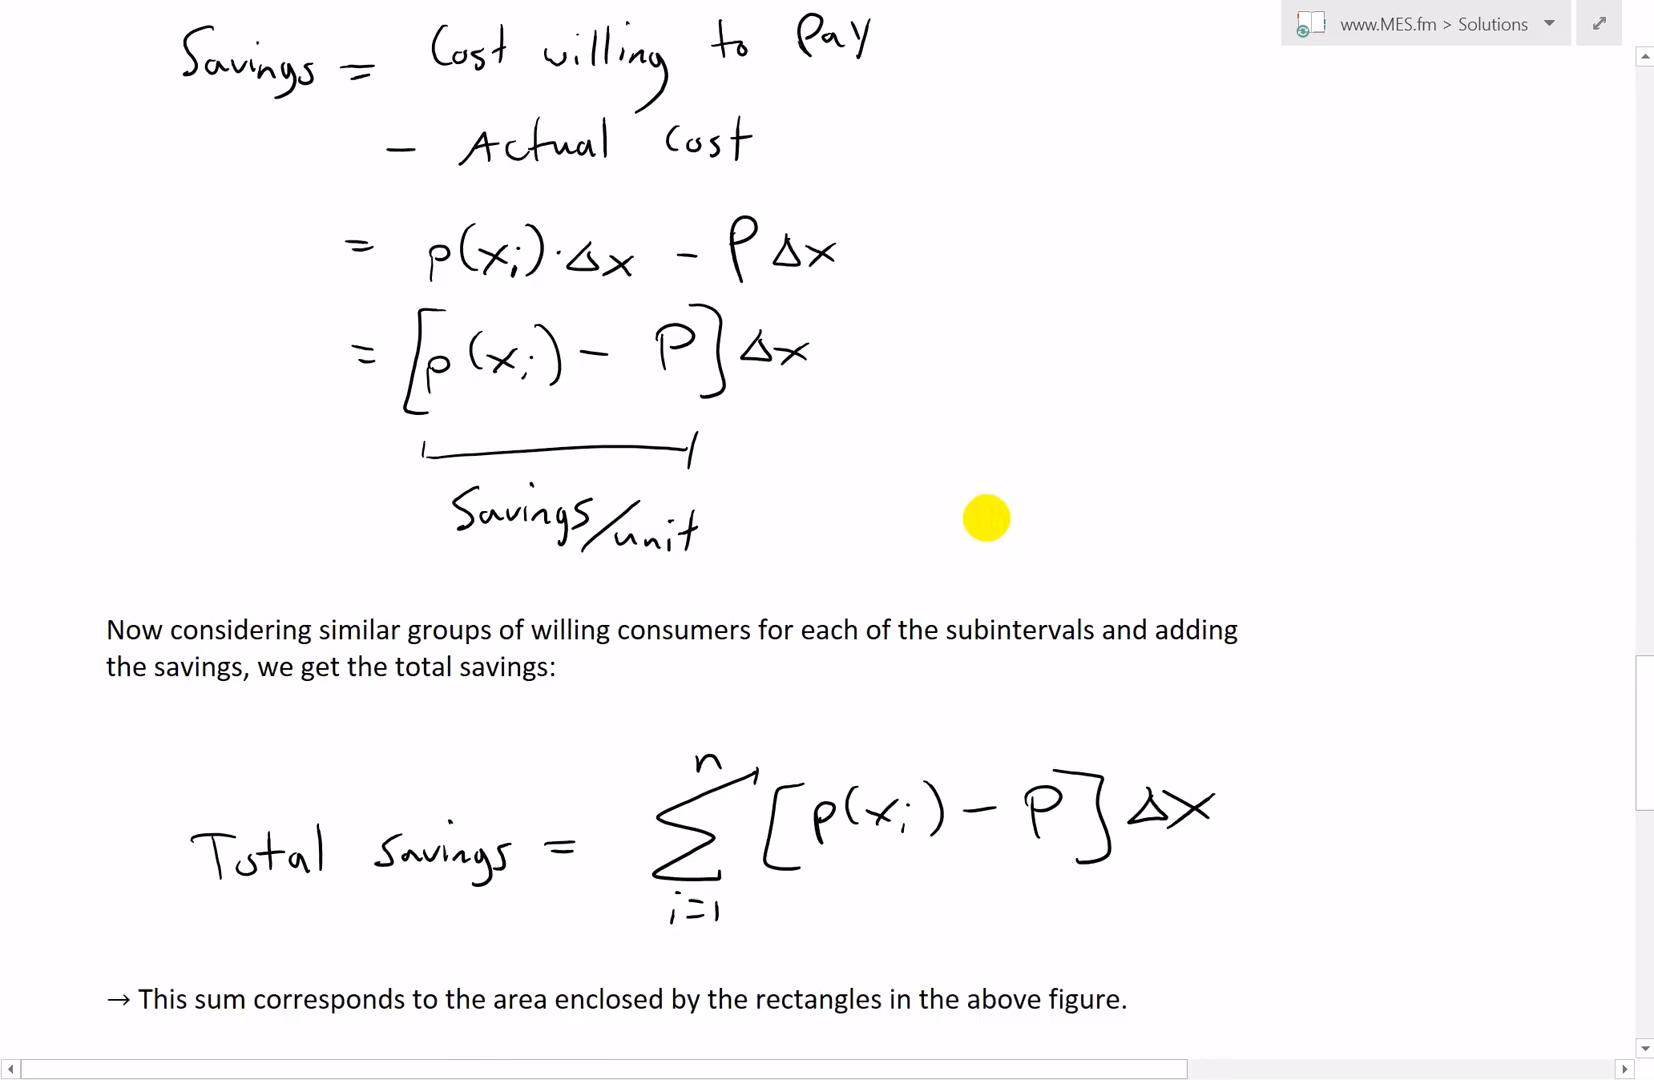 www.MES.fm > Solutions
Savings = Cost willing to Pay
- Actual Cost
= p(xᵢ)·Δx - PΔx
= [p(xᵢ) - P]Δx
Savings/unit
Now considering similar groups of willing consumers for each of the subintervals and adding
the savings, we get the total savings:
n
Total savings = ∑ [p(xᵢ) - P]Δx
i=1
→ This sum corresponds to the area enclosed by the rectangles in the above figure.